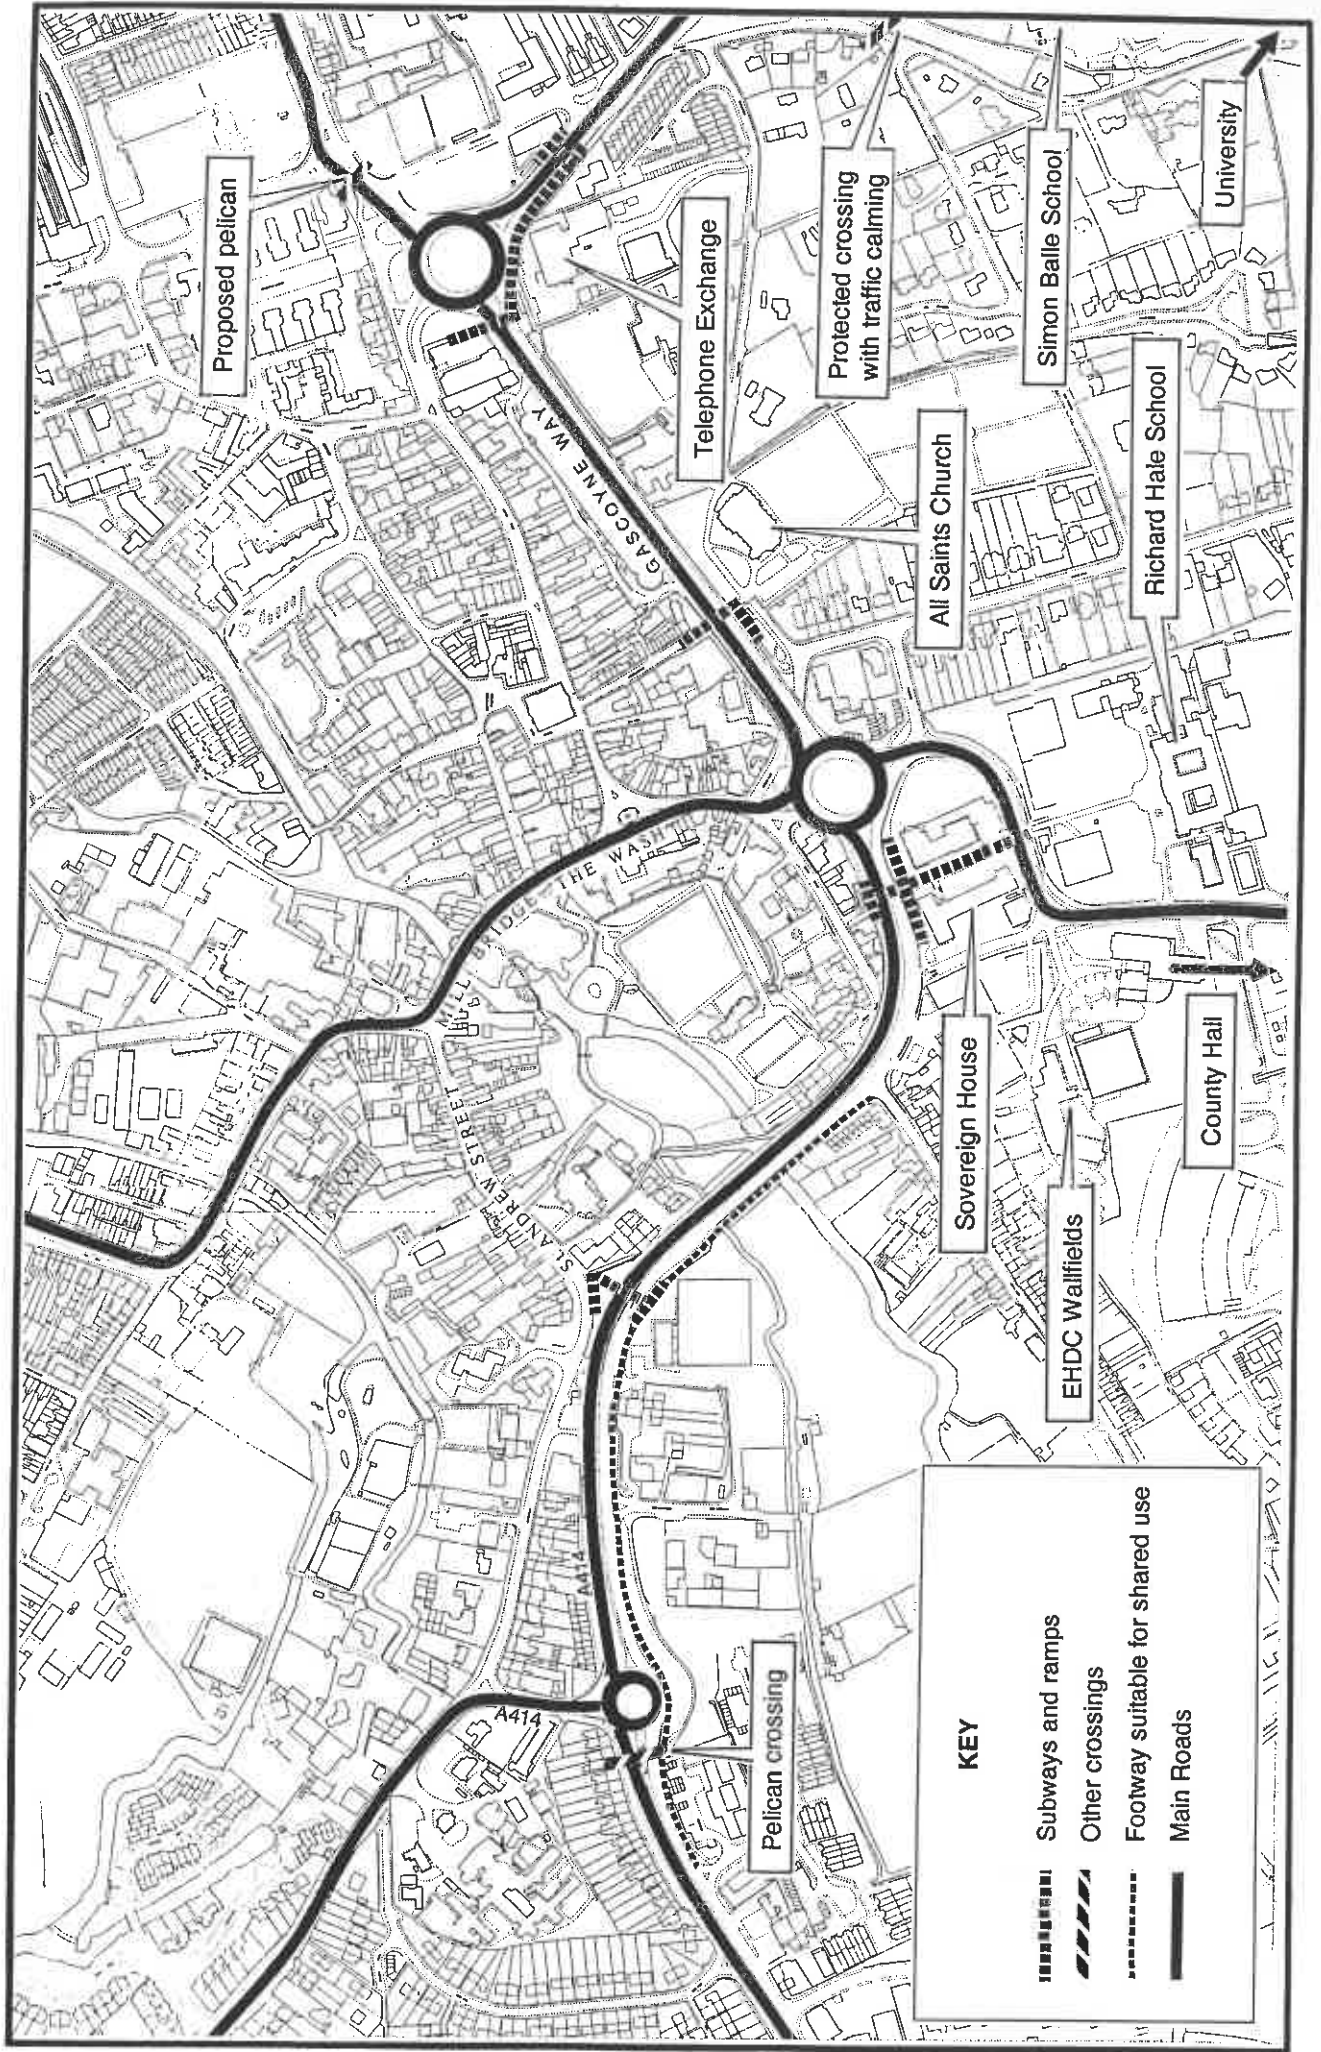 Proposed pelican
Telephone Exchange
Protected crossing
with traffic calming
Simon Balle School
University
GASCOYNE WAY
All Saints Church
Richard Hale School
THE WASH
ST. ANDREW STREET
Sovereign House
EHDC Wallfields
County Hall
A414
A414
Pelican crossing
KEY
Subways and ramps
Other crossings
Footway suitable for shared use
Main Roads